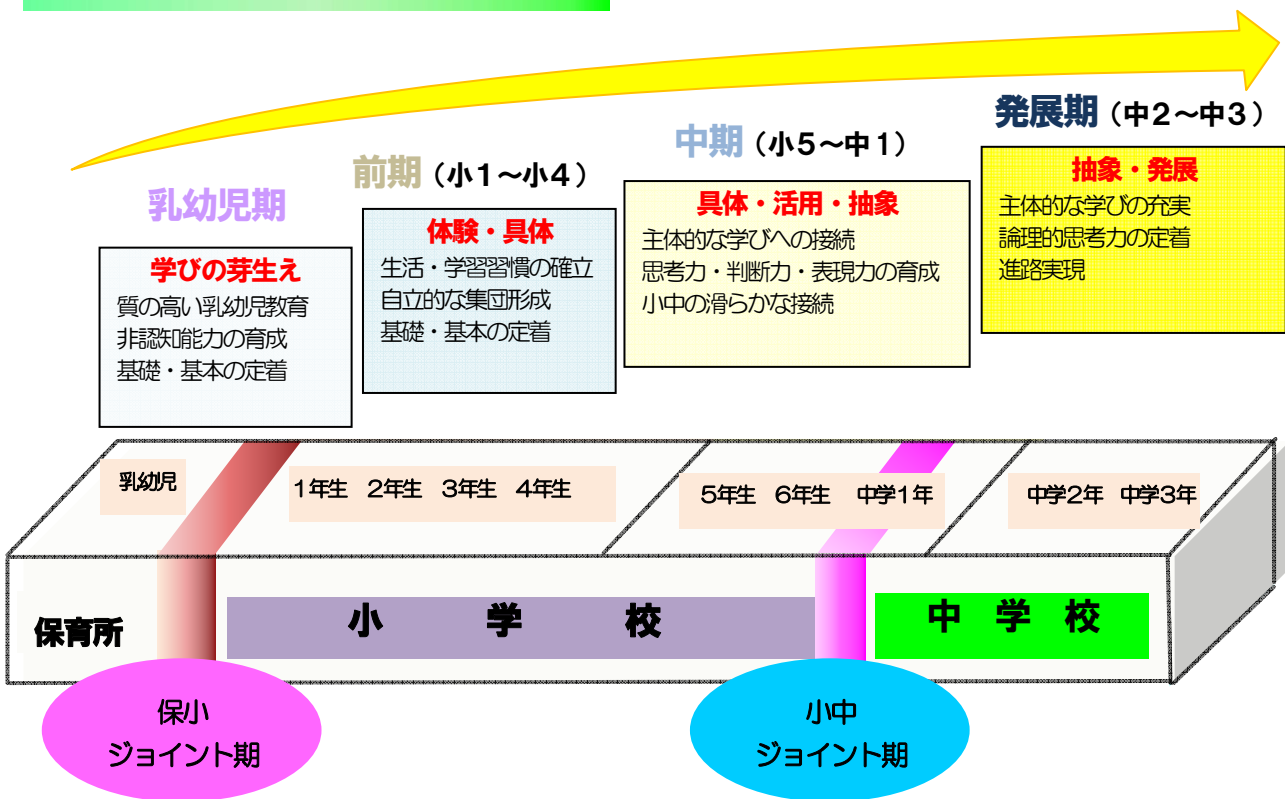 発展期(中2~中3)
中期(小5~中1)
前期(小1~小4)
乳幼児期
抽象・発展
主体的な学びの充実
論理的思考力の定着
進路実現
具体・活用・抽象
主体的な学びへの接続
思考力・判断力・表現力の育成
小中の滑らかな接続
体験・具体
生活・学習習慣の確立
自立的な集団形成
基礎・基本の定着
学びの芽生え
質の高い乳幼児教育
非認知能力の育成
基礎・基本の定着
乳幼児
1年生 2年生 3年生 4年生
5年生 6年生 中学1年
中学2年 中学3年
保育所
小 学 校
中 学 校
保小
ジョイント期
小中
ジョイント期